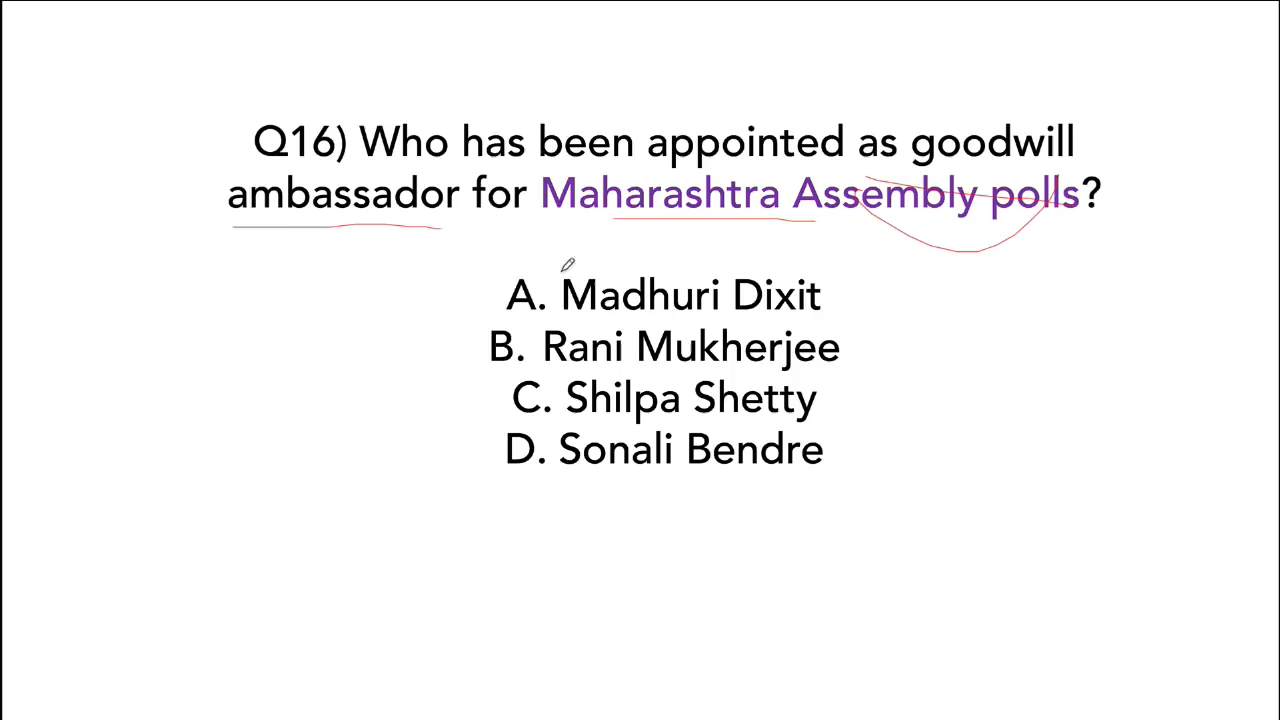 Q16) Who has been appointed as goodwill
ambassador for Maharashtra Assembly polls?
A. Madhuri Dixit
B. Rani Mukherjee
C. Shilpa Shetty
D. Sonali Bendre